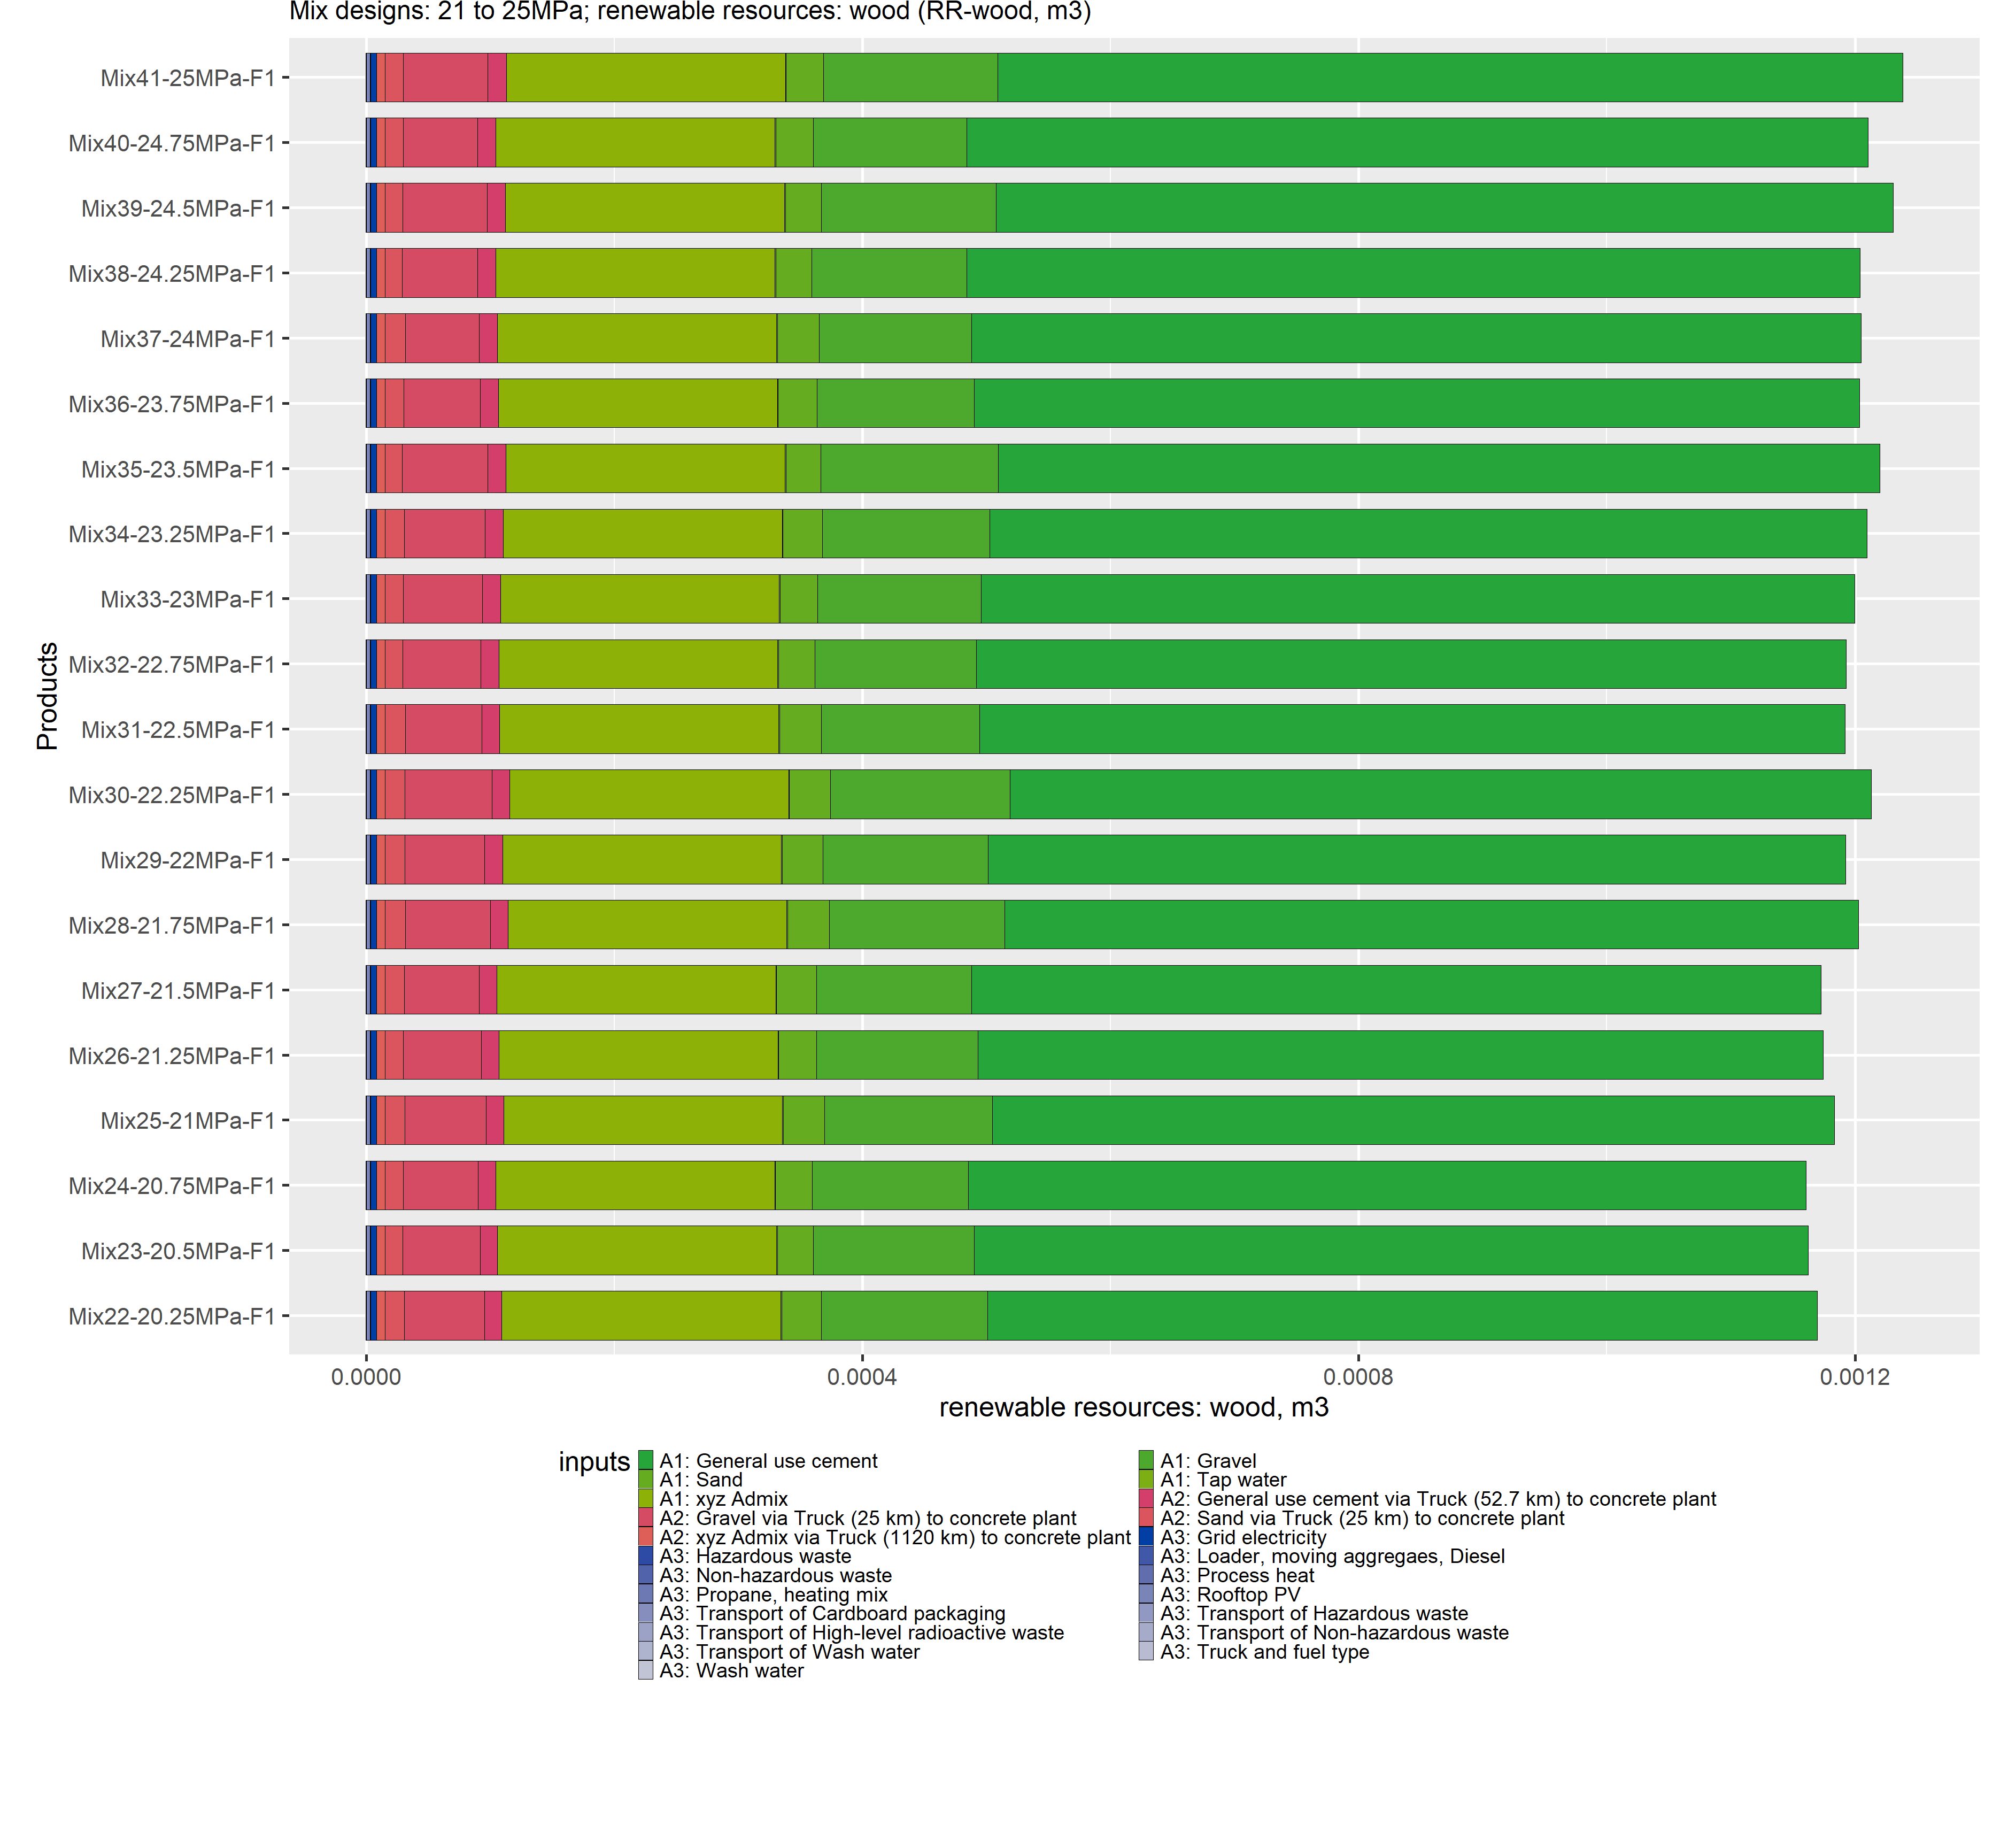 Mix designs: 21 to 25MPa; renewable resources: wood (RR-wood, m3)
Mix41-25MPa-F1
Mix40-24.75MPa-F1
Mix39-24.5MPa-F1
Mix38-24.25MPa-F1
Mix37-24MPa-F1
Mix36-23.75MPa-F1
Mix35-23.5MPa-F1
Mix34-23.25MPa-F1
Mix33-23MPa-F1
Mix32-22.75MPa-F1
Mix31-22.5MPa-F1
Mix30-22.25MPa-F1
Mix29-22MPa-F1
Mix28-21.75MPa-F1
Mix27-21.5MPa-F1
Mix26-21.25MPa-F1
Mix25-21MPa-F1
Mix24-20.75MPa-F1
Mix23-20.5MPa-F1
Mix22-20.25MPa-F1
Products
0.0000 0.0004 0.0008 0.0012
renewable resources: wood, m3
inputs
A1: General use cement A1: Gravel
A1: Sand A1: Tap water
A1: xyz Admix A2: General use cement via Truck (52.7 km) to concrete plant
A2: Gravel via Truck (25 km) to concrete plant A2: Sand via Truck (25 km) to concrete plant
A2: xyz Admix via Truck (1120 km) to concrete plant A3: Grid electricity
A3: Hazardous waste A3: Loader, moving aggregaes, Diesel
A3: Non-hazardous waste A3: Process heat
A3: Propane, heating mix A3: Rooftop PV
A3: Transport of Cardboard packaging A3: Transport of Hazardous waste
A3: Transport of High-level radioactive waste A3: Transport of Non-hazardous waste
A3: Transport of Wash water A3: Truck and fuel type
A3: Wash water